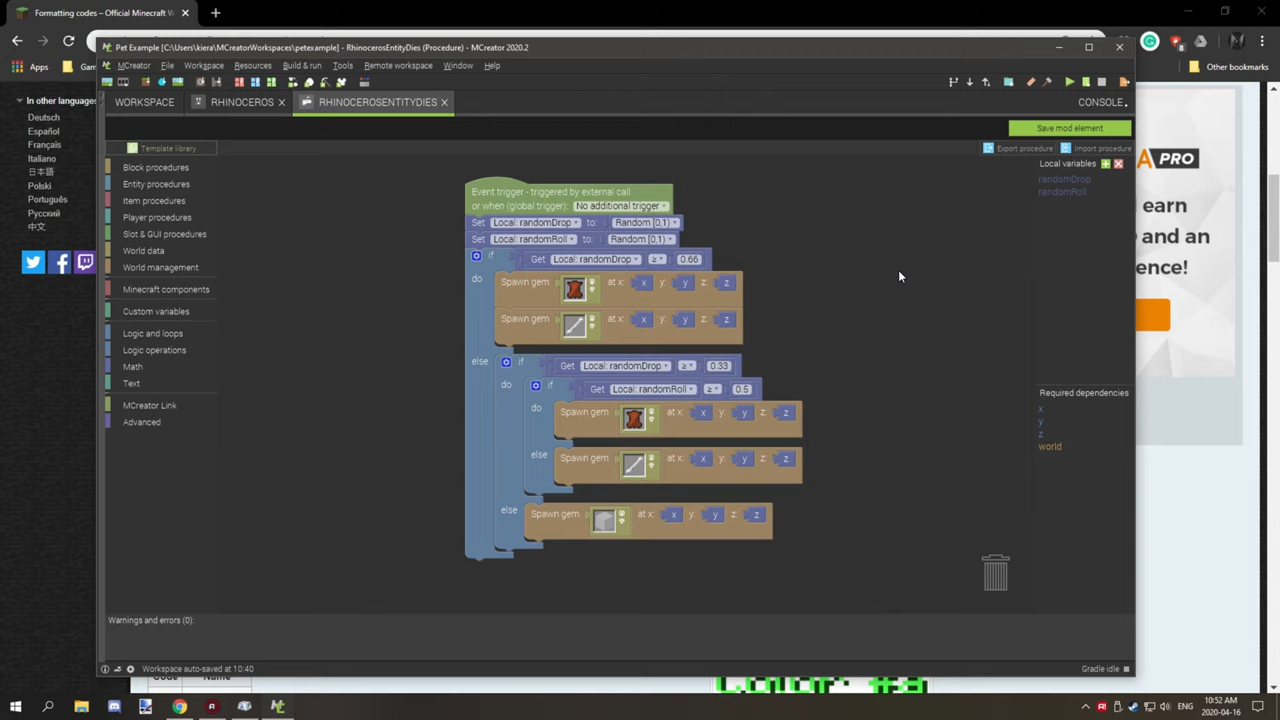 Formatting codes – Official Minecraft W
Apps
Gam
Other bookmarks
Pet Example [C:\Users\kiera\MCreatorWorkspaces\petexample] - RhinocerosEntityDies (Procedure) - MCreator 2020.2
MCreator File Workspace Resources Build & run Tools Remote workspace Window Help
WORKSPACE RHINOCEROS RHINOCEROSENTITYDIES CONSOLE
Save mod element
Template library Export procedure Import procedure
In other languages
Deutsch
Español
Français
Italiano
日本語
Polski
Português
Русский
中文
Block procedures
Entity procedures
Item procedures
Player procedures
Slot & GUI procedures
World data
World management
Minecraft components
Custom variables
Logic and loops
Logic operations
Math
Text
MCreator Link
Advanced
Event trigger - triggered by external call
or when (global trigger): No additional trigger
Set Local: randomDrop to: Random [0,1)
Set Local: randomRoll to: Random [0,1)
if Get Local: randomDrop ≥ 0.66
do Spawn gem at x: x y: y z: z
Spawn gem at x: x y: y z: z
else if Get Local: randomDrop ≥ 0.33
do if Get Local: randomRoll ≥ 0.5
do Spawn gem at x: x y: y z: z
else Spawn gem at x: x y: y z: z
else Spawn gem at x: x y: y z: z
Local variables
randomDrop
randomRoll
Required dependencies
x
y
z
world
PRO
earn
and an
ence!
Warnings and errors (0):
Workspace auto-saved at 10:40
Gradle idle
Code Name
Color #a
10:52 AM
2020-04-16